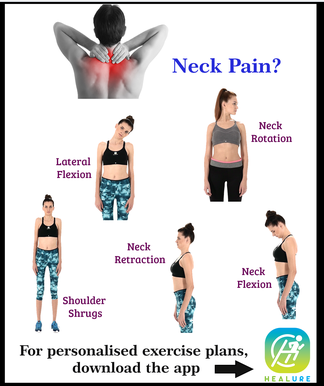 Neck Pain?
Neck
Rotation
Lateral
Flexion
Neck
Retraction
Neck
Flexion
Shoulder
Shrugs
For personalised exercise plans,
download the app
HEALURE